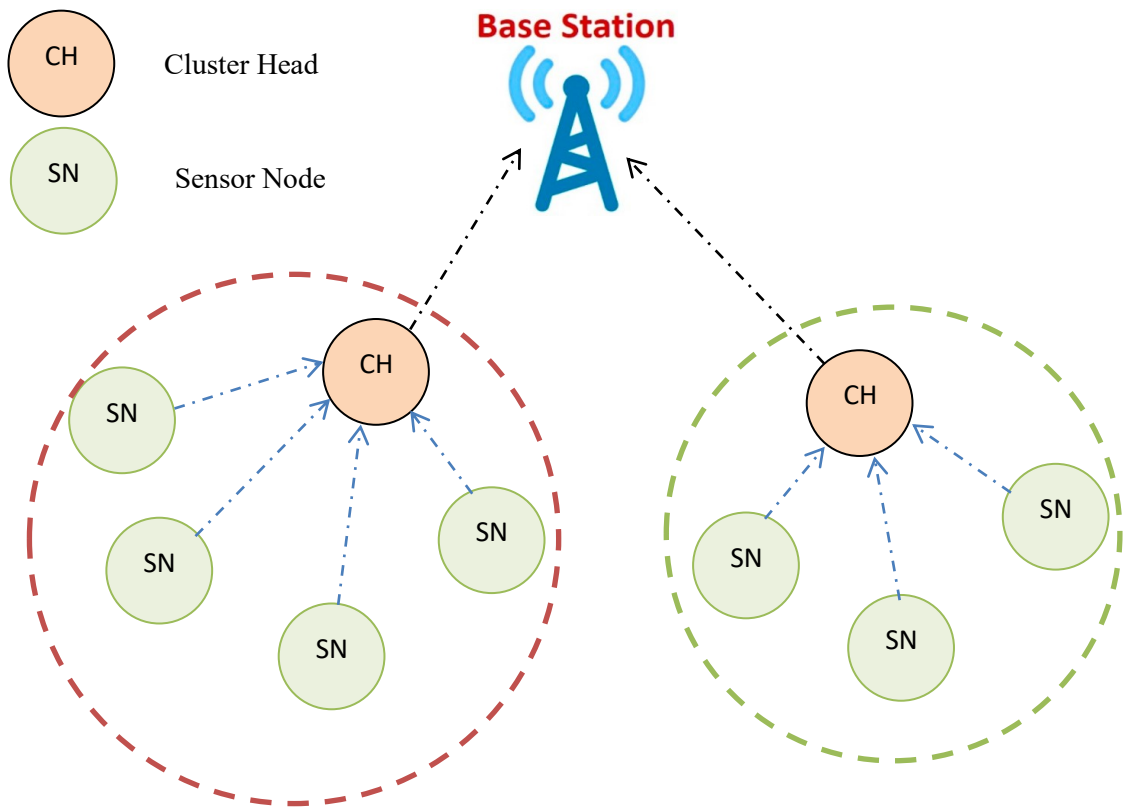 Base Station
CH
Cluster Head
SN
Sensor Node
CH
SN
SN
SN
SN
CH
SN
SN
SN